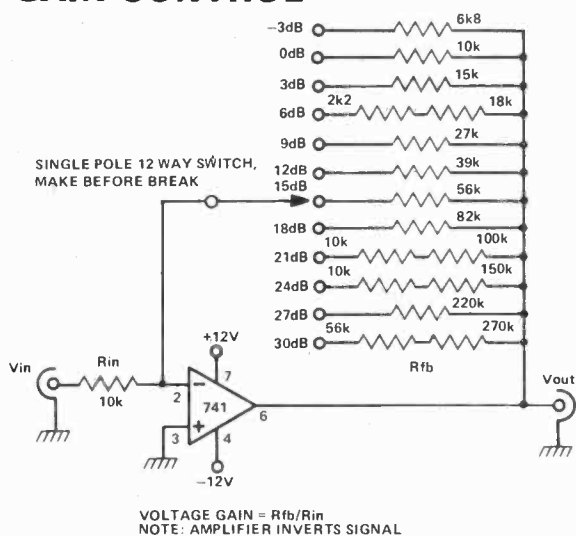 −3dB 6k8
0dB 10k
3dB 15k
6dB 2k2 18k
9dB 27k
SINGLE POLE 12 WAY SWITCH,
MAKE BEFORE BREAK
12dB 39k
15dB 56k
18dB 82k
21dB 10k 100k
24dB 10k 150k
27dB 220k
30dB 56k 270k
Rfb
+12V
Vin Rin Vout
10k
2 7 741 6
3 4
− +
−12V
VOLTAGE GAIN = Rfb/Rin
NOTE: AMPLIFIER INVERTS SIGNAL